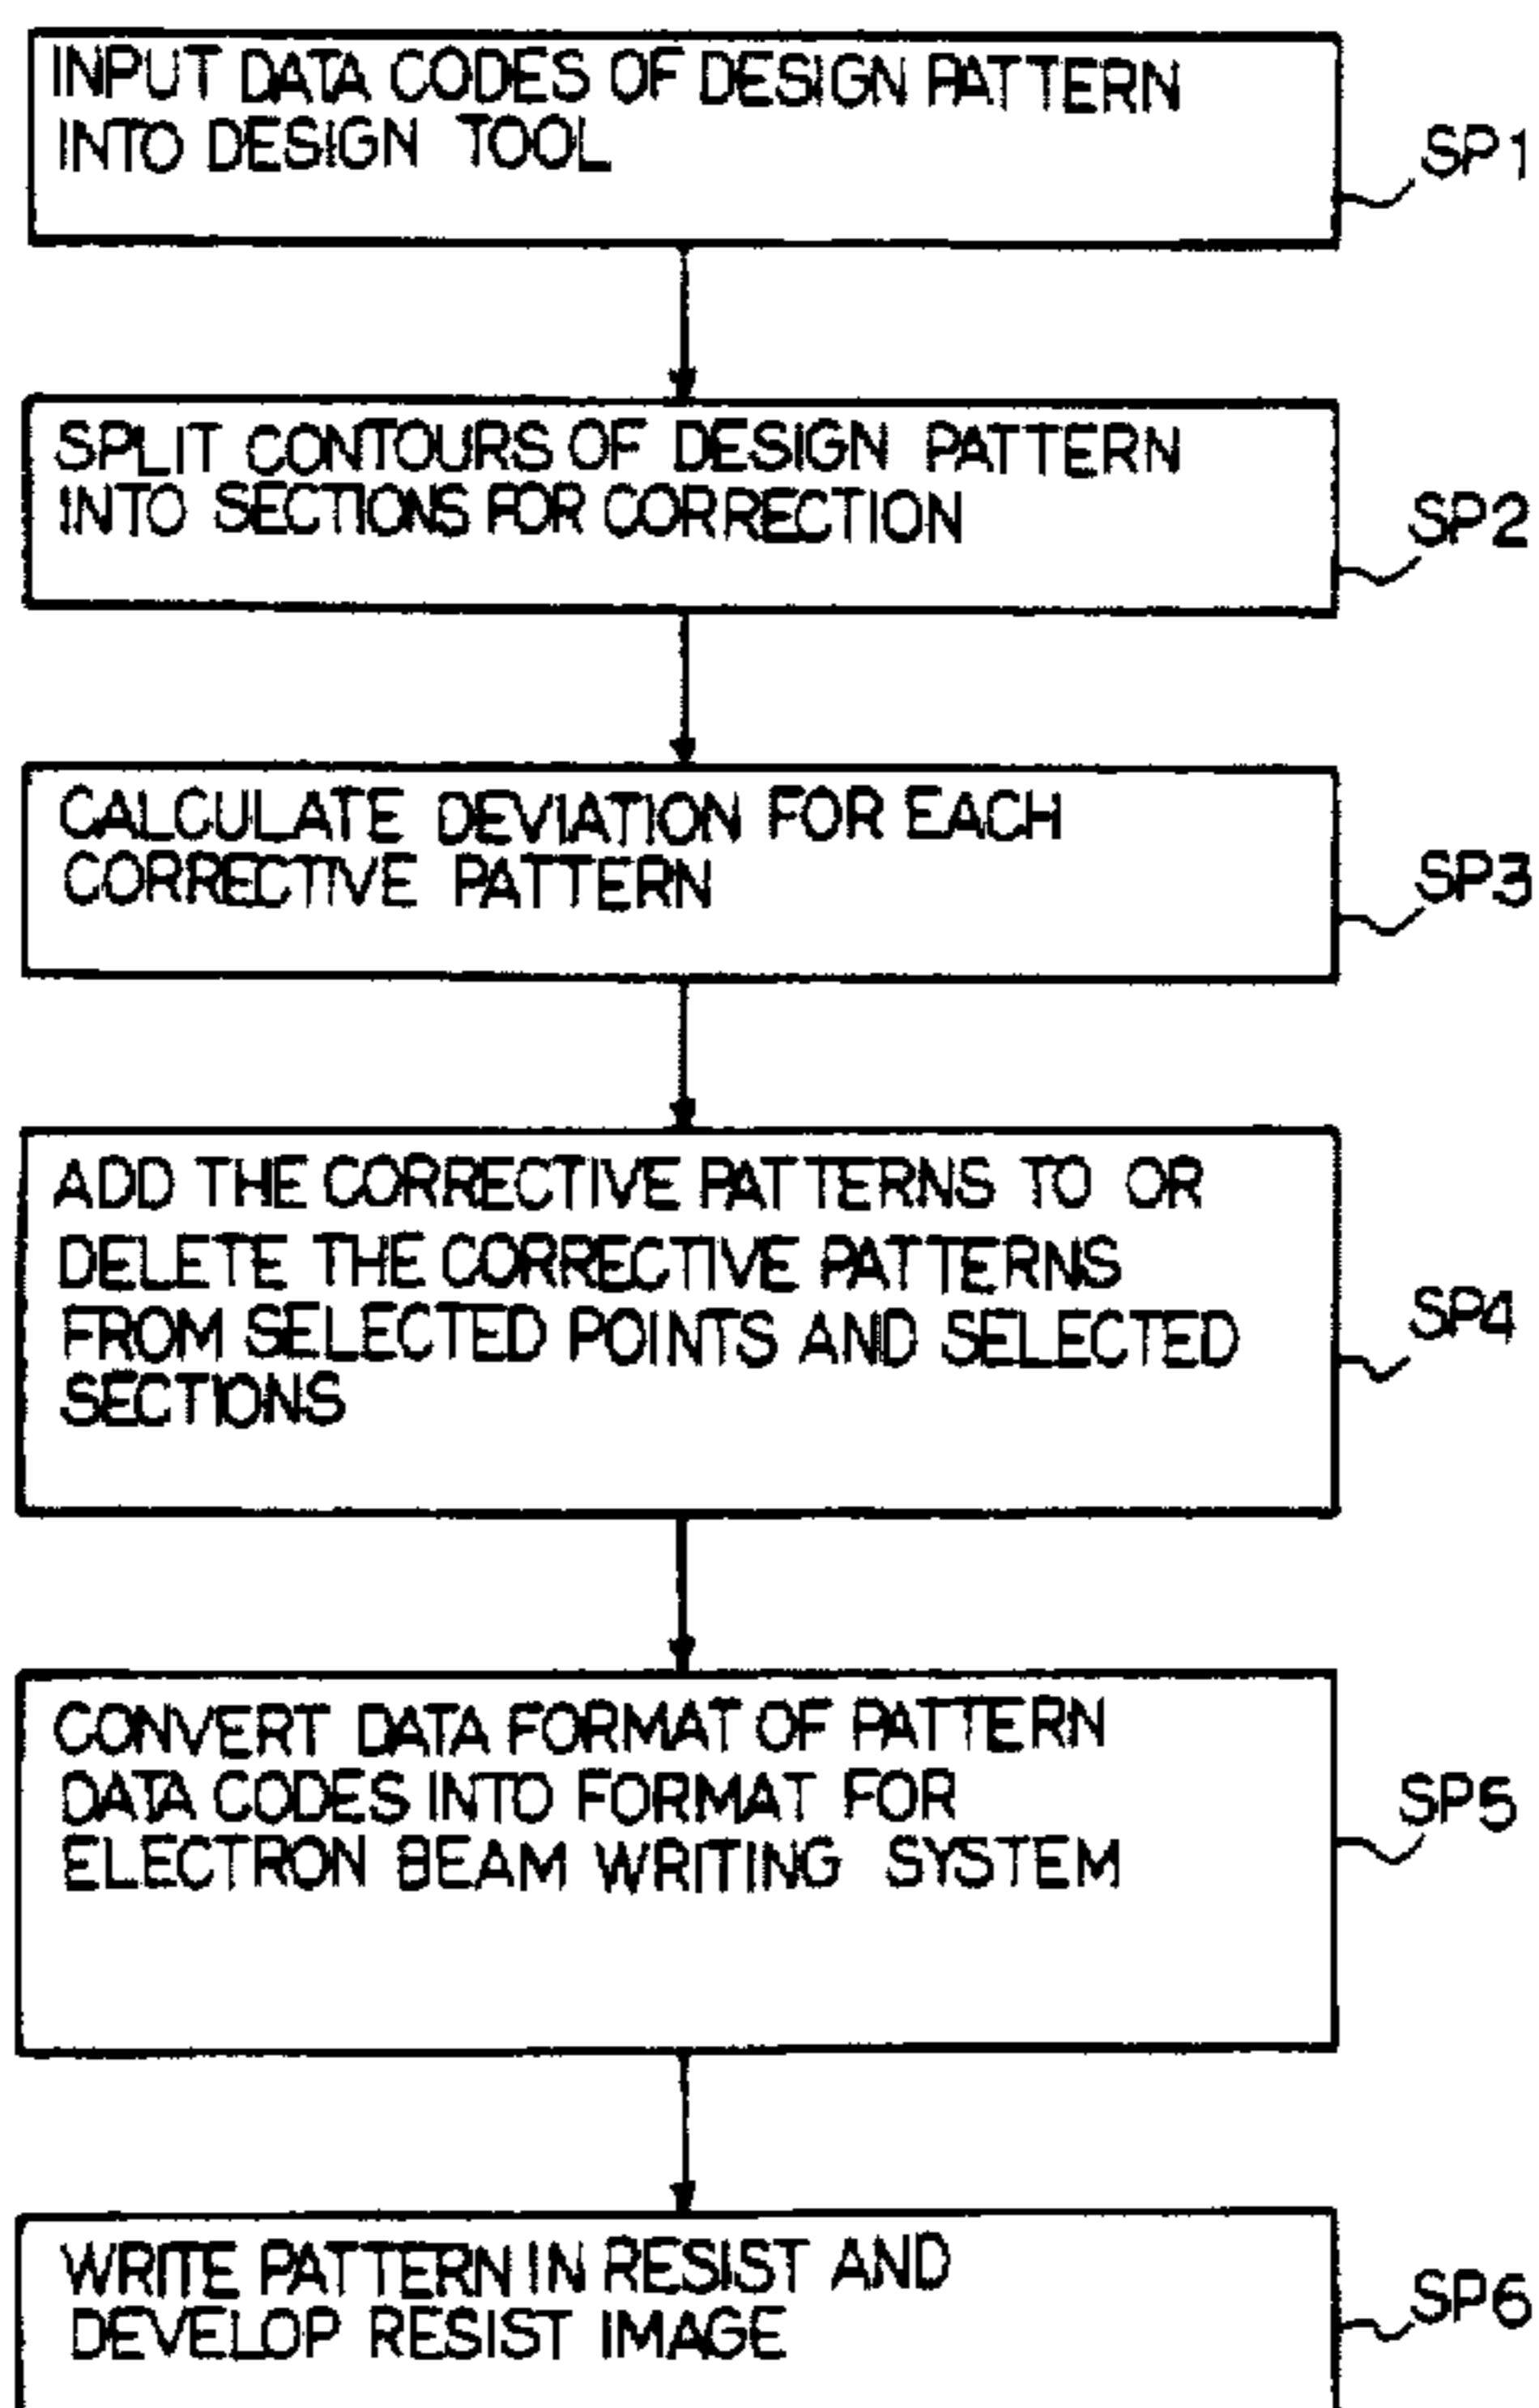 INPUT DATA CODES OF DESIGN PATTERN
INTO DESIGN TOOL
SP1
SPLIT CONTOURS OF DESIGN PATTERN
INTO SECTIONS FOR CORRECTION
SP2
CALCULATE DEVIATION FOR EACH
CORRECTIVE PATTERN
SP3
ADD THE CORRECTIVE PATTERNS TO OR
DELETE THE CORRECTIVE PATTERNS
FROM SELECTED POINTS AND SELECTED
SECTIONS
SP4
CONVERT DATA FORMAT OF PATTERN
DATA CODES INTO FORMAT FOR
ELECTRON BEAM WRITING SYSTEM
SP5
WRITE PATTERN IN RESIST AND
DEVELOP RESIST IMAGE
SP6